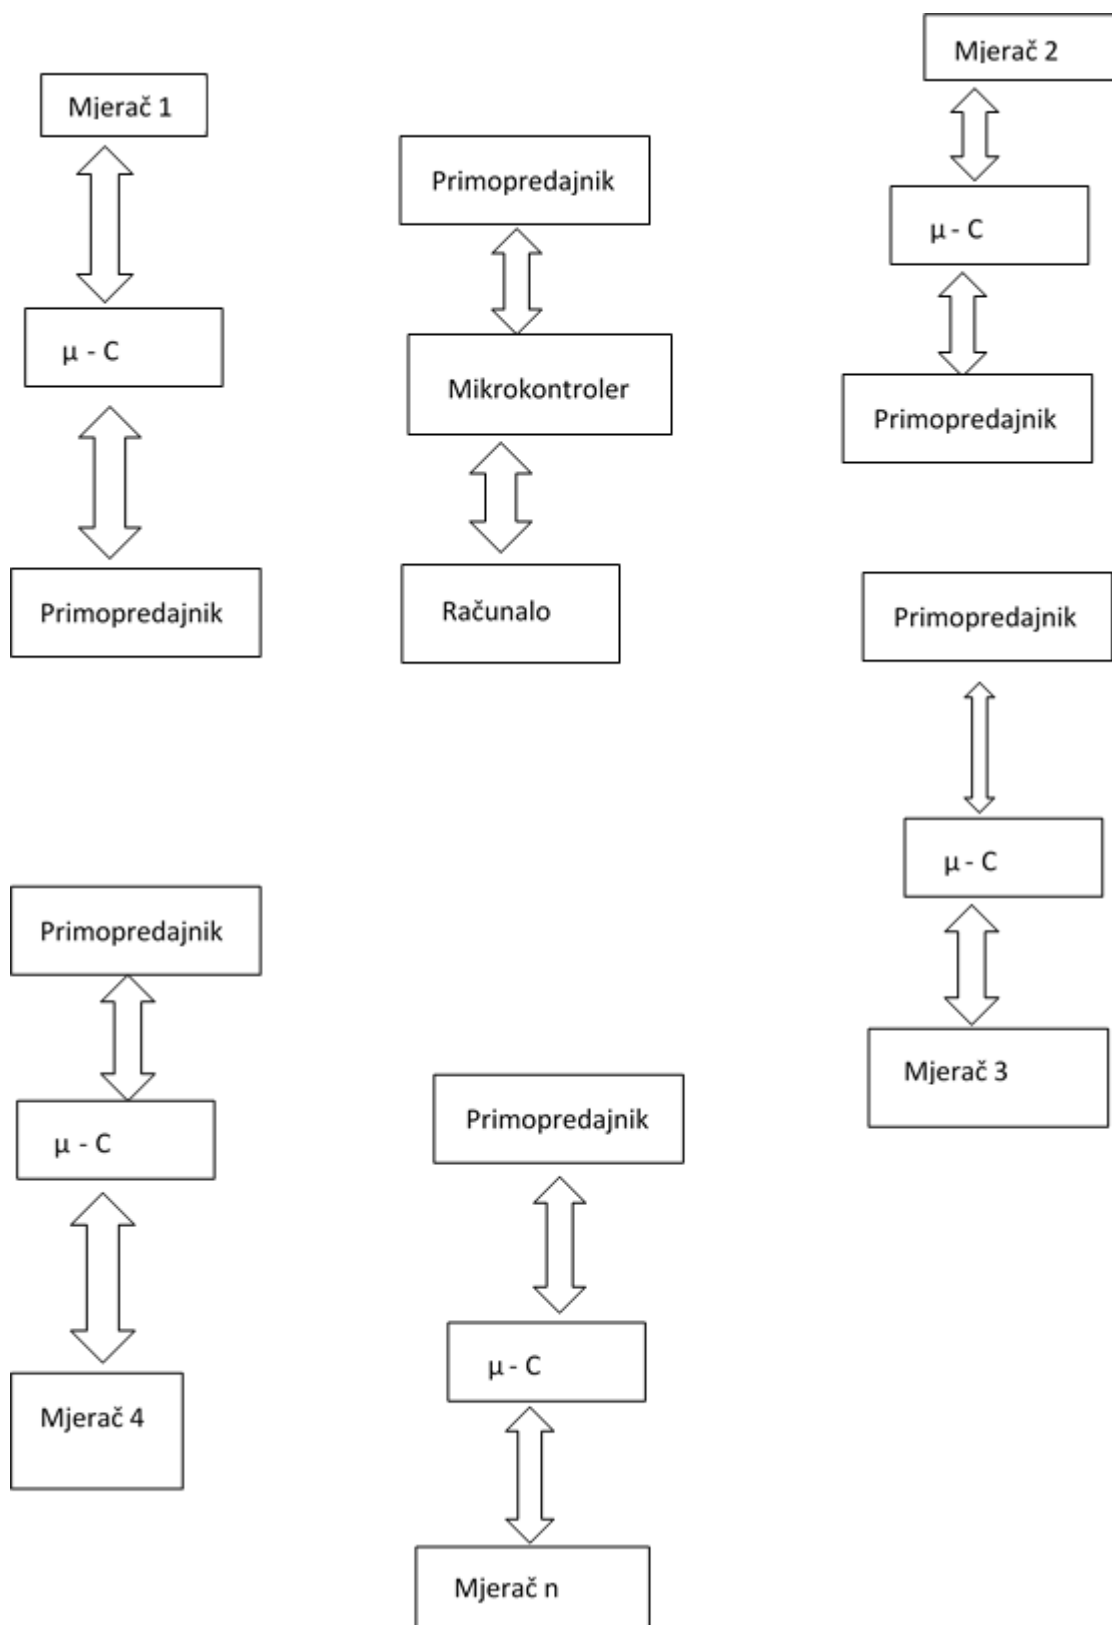 Mjerač 1
μ - C
Primopredajnik
Primopredajnik
Mikrokontroler
Računalo
Mjerač 2
μ - C
Primopredajnik
Primopredajnik
μ - C
Mjerač 3
Primopredajnik
μ - C
Mjerač 4
Primopredajnik
μ - C
Mjerač n